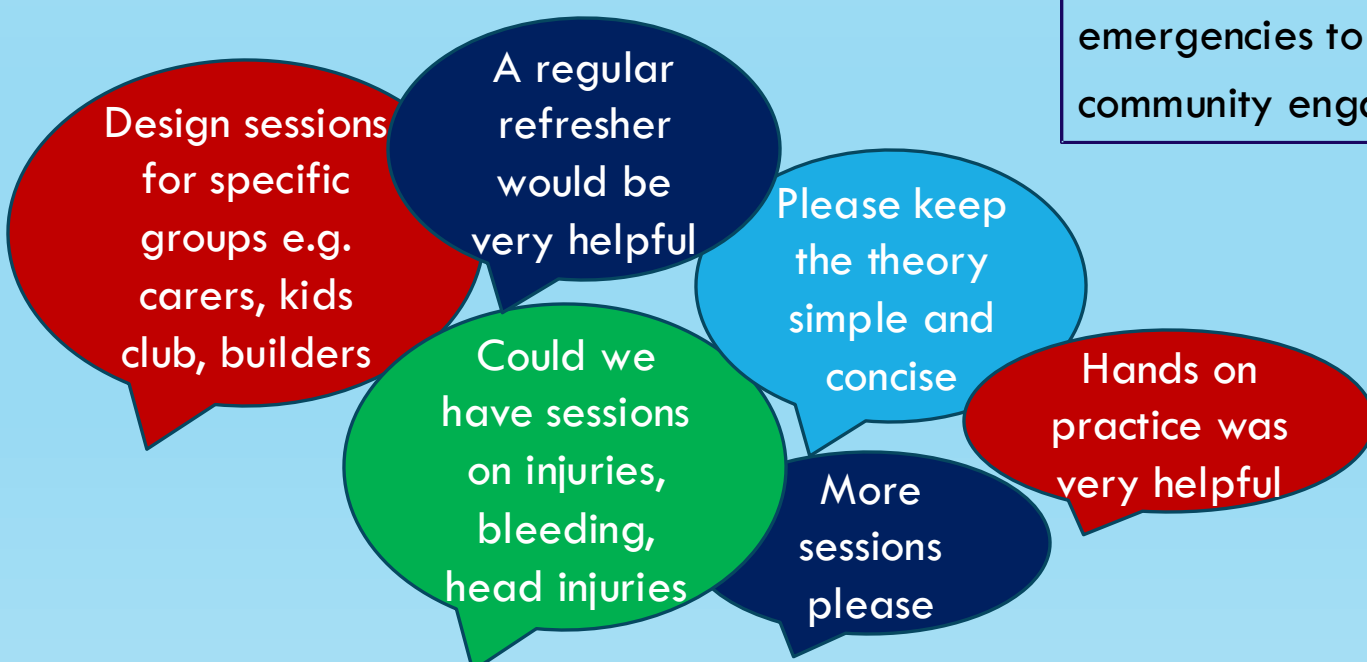 emergencies to
community enga
Design sessions
for specific
groups e.g.
carers, kids
club, builders
A regular
refresher
would be
very helpful
Please keep
the theory
simple and
concise
Could we
have sessions
on injuries,
bleeding,
head injuries
Hands on
practice was
very helpful
More
sessions
please